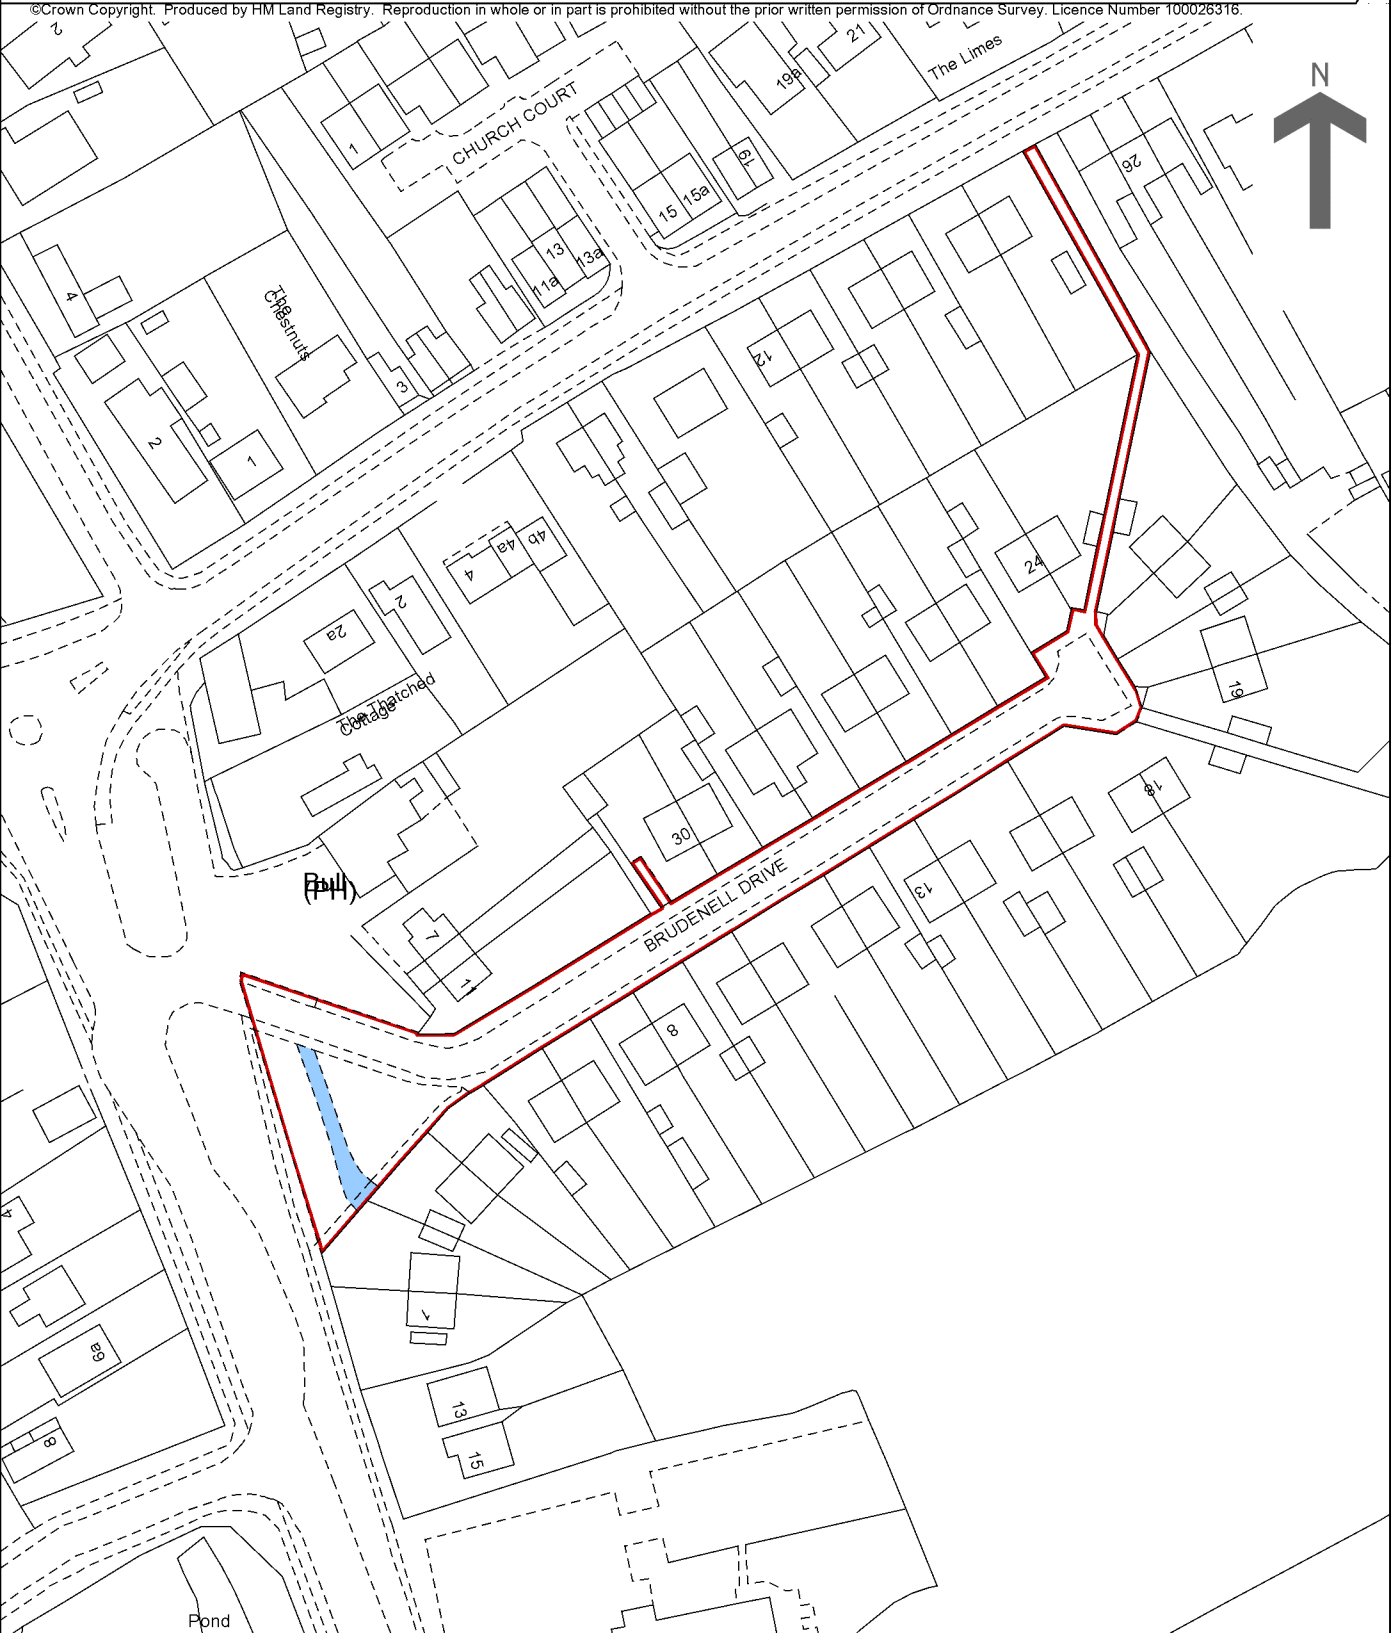 ©Crown Copyright. Produced by HM Land Registry. Reproduction in whole or in part is prohibited without the prior written permission of Ordnance Survey. Licence Number 100026316.
2
21
The Limes
19a
N
CHURCH COURT
1
19
26
15 15a
13
13a
11a
4
The
Chestnuts
12
3
2
1
4b
4a
4
24
2
2a
The Thatched
Cottage
19
18
30
Bull
(PH)
BRUDENELL DRIVE
13
7
11
8
4
1
6a
13
8
15
Pond